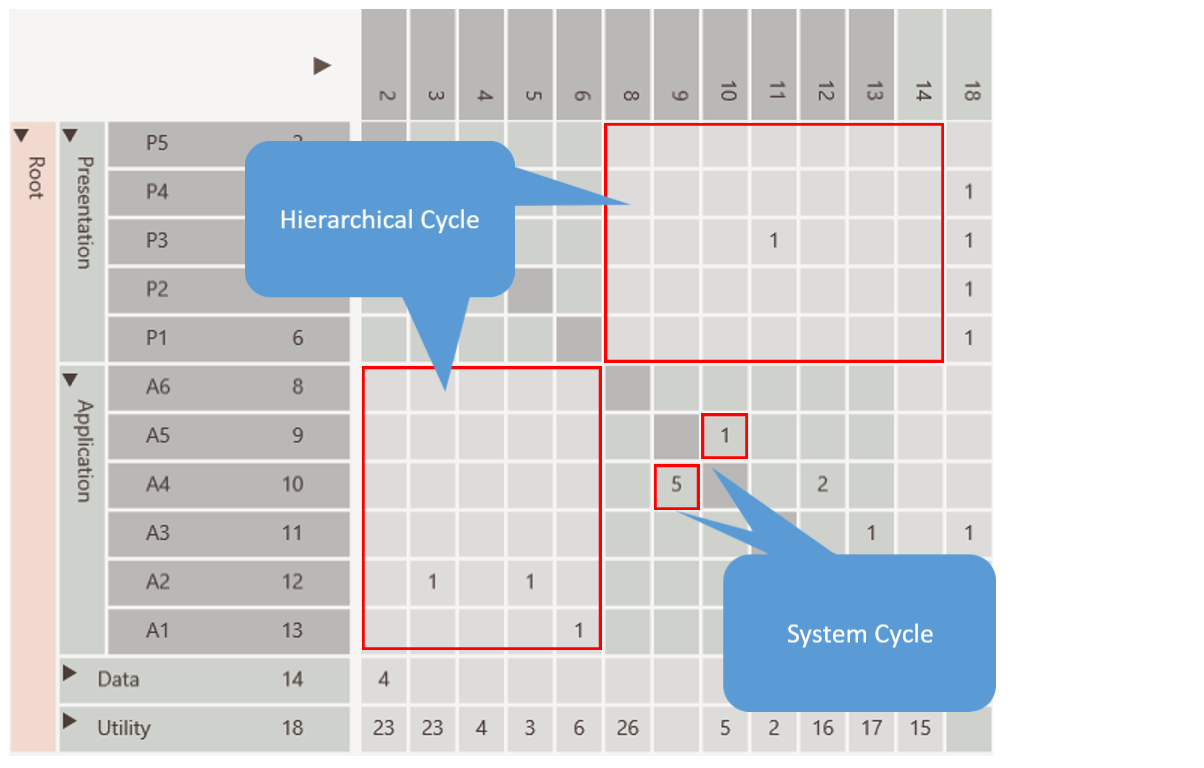 2 3 4 5 6 8 9 10 11 12 13 14 18
Root
Presentation
P5
P4 1
P3 1 1
P2 1
P1 6 1
Hierarchical Cycle
Application
A6 8
A5 9 1
A4 10 5 2
A3 11 1 1
A2 12 1 1
A1 13 1
System Cycle
Data 14 4
Utility 18 23 23 4 3 6 26 5 2 16 17 15